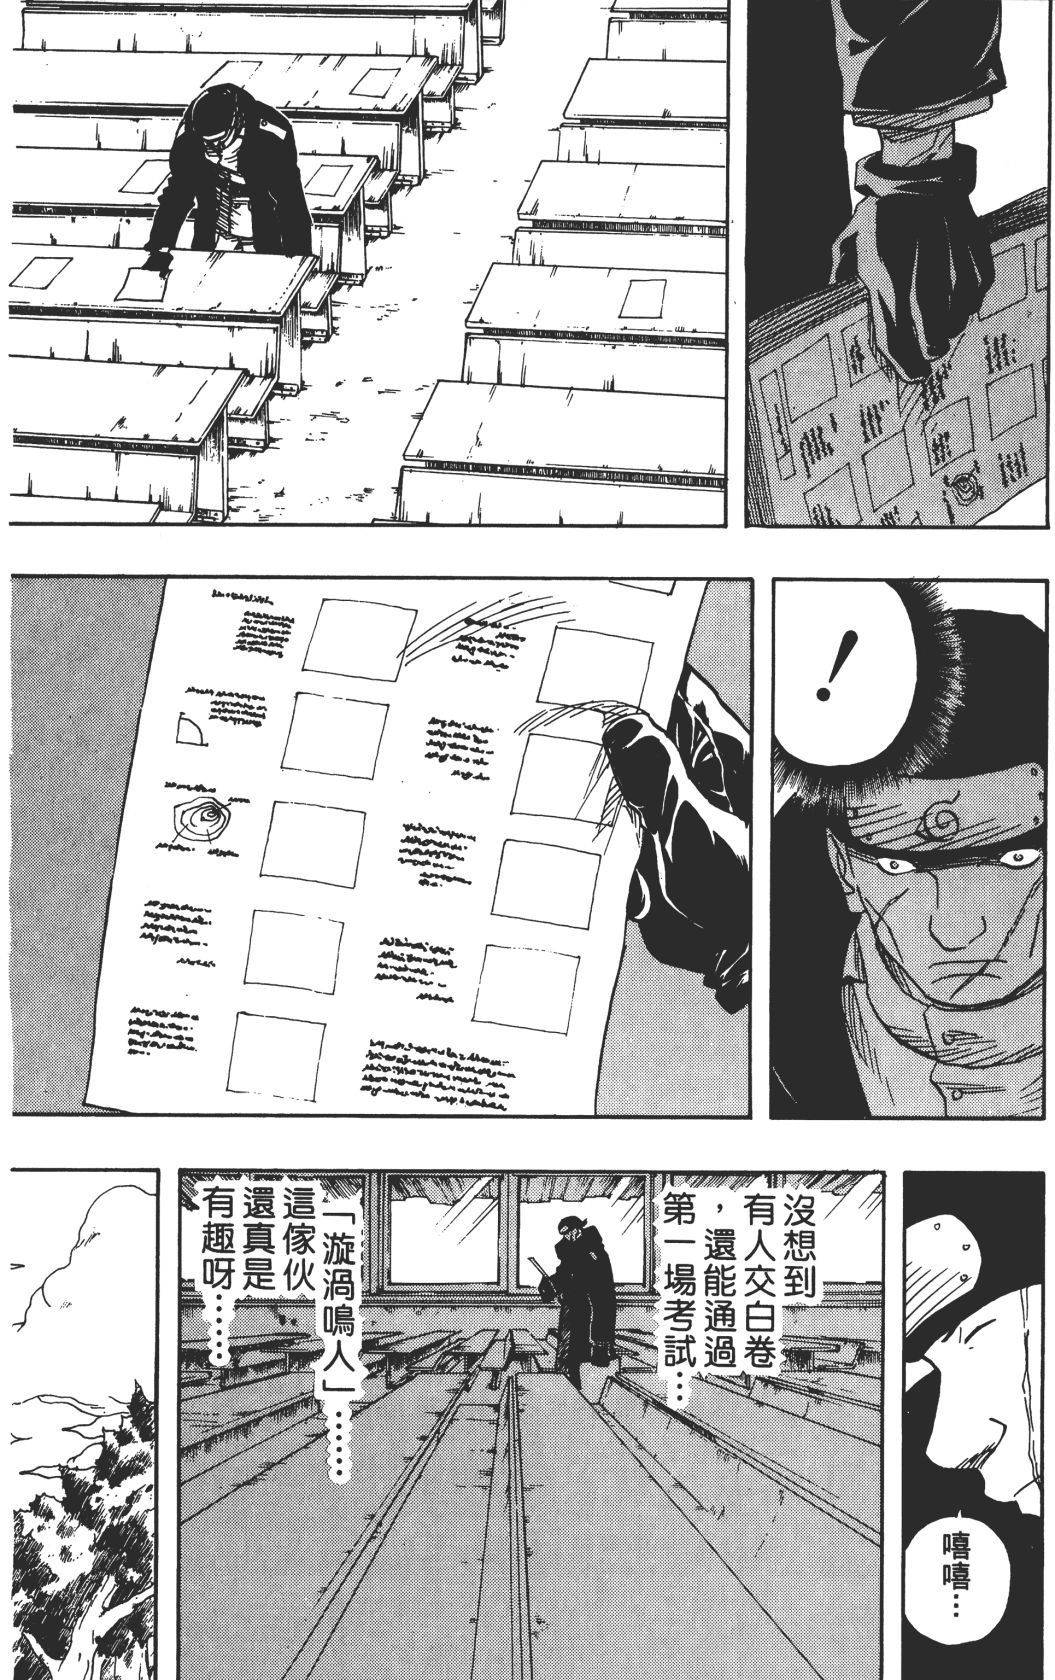 ！
嘻嘻…
沒想到
有人交白卷
，還能通過
第一場考試…
「漩渦鳴人」……
這傢伙
還真是
有趣呀……